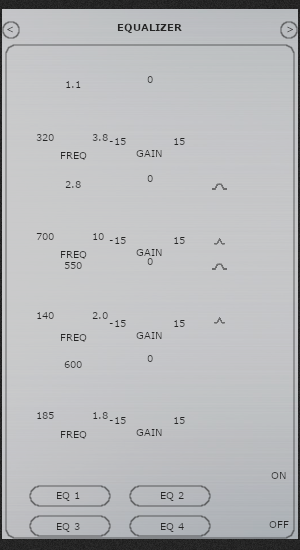 < EQUALIZER >
0
1.1
320 3.8 -15 15
FREQ GAIN
0
2.8
700 10 -15 15
FREQ GAIN
550 0
140 2.0 -15 15
FREQ GAIN
0
600
185 1.8 -15 15
FREQ GAIN
ON
EQ 1 EQ 2
EQ 3 EQ 4 OFF